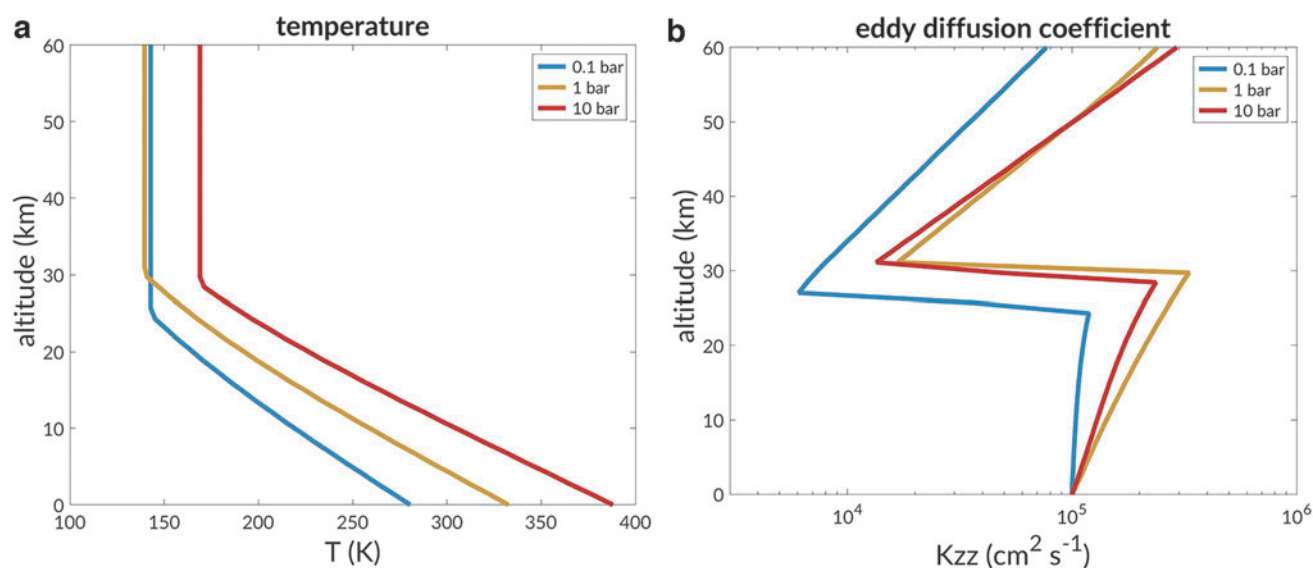 a
temperature
60
50
40
30
20
10
0
altitude (km)
0.1 bar
1 bar
10 bar
100
150
200
250
300
350
400
T (K)
b
eddy diffusion coefficient
60
50
40
30
20
10
0
altitude (km)
0.1 bar
1 bar
10 bar
10⁴
10⁵
10⁶
Kzz (cm² s⁻¹)